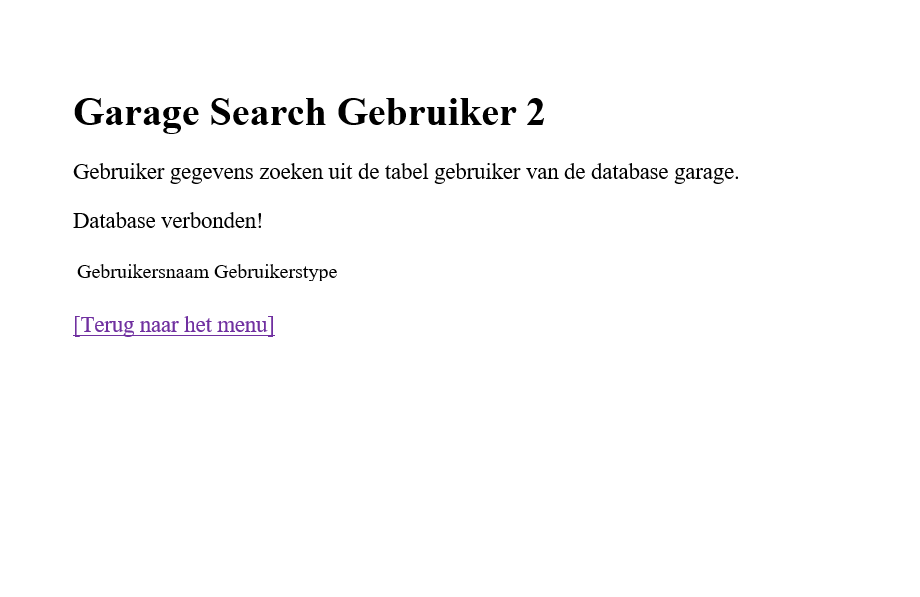 Garage Search Gebruiker 2
Gebruiker gegevens zoeken uit de tabel gebruiker van de database garage.
Database verbonden!
Gebruikersnaam Gebruikerstype
[Terug naar het menu]